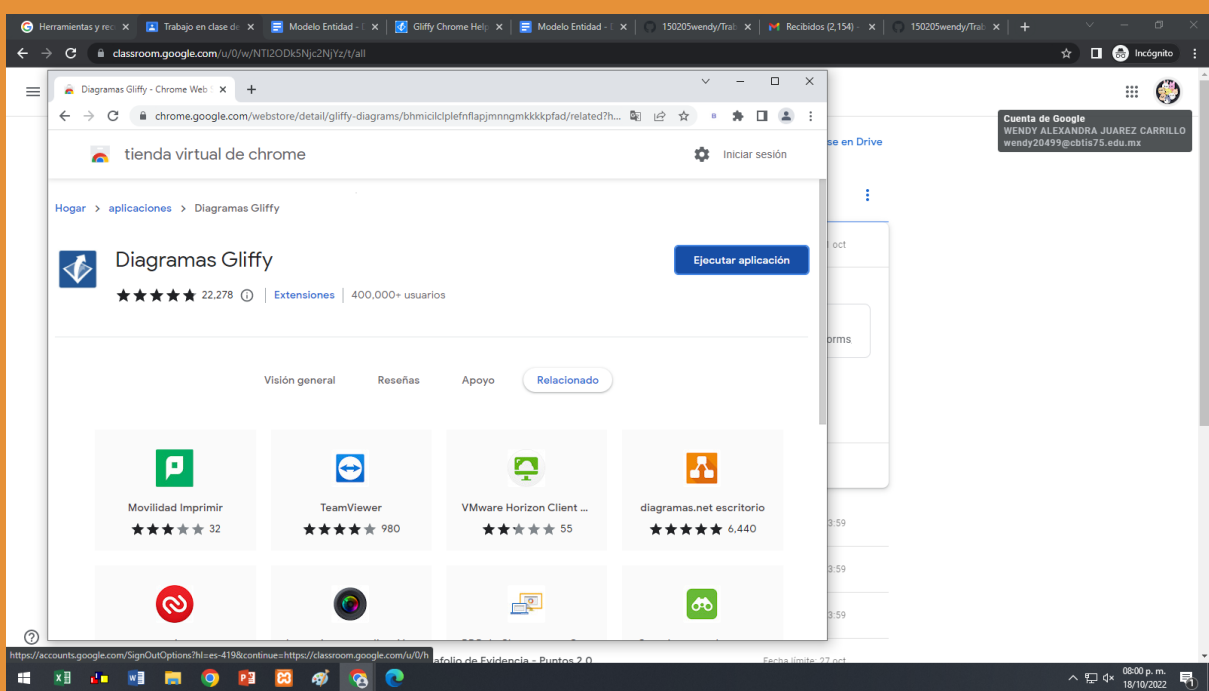 Herramientas y rec
Trabajo en clase de
Modelo Entidad -
Gliffy Chrome Help
Modelo Entidad -
150205wendy/Trab
Recibidos (2,154) -
150205wendy/Trab
classroom.google.com/u/0/w/NTI2ODk5Njc2NjYz/t/all
Incógnito
Diagramas Gliffy - Chrome Web
chrome.google.com/webstore/detail/gliffy-diagrams/bhmicilclplefnflapjmnngmkkkkpfad/related?h...
tienda virtual de chrome
Iniciar sesión
Cuenta de Google
WENDY ALEXANDRA JUAREZ CARRILLO
wendy20499@cbtis75.edu.mx
se en Drive
Hogar > aplicaciones > Diagramas Gliffy
Diagramas Gliffy
Ejecutar aplicación
22,278
Extensiones
400,000+ usuarios
oct
orms
Visión general
Reseñas
Apoyo
Relacionado
Movilidad Imprimir
32
TeamViewer
980
VMware Horizon Client ...
55
diagramas.net escritorio
6,440
3:59
3:59
3:59
https://accounts.google.com/SignOutOptions?hl=es-419&continue=https://classroom.google.com/u/0/h
afolio de Evidencia - Puntos 2.0
Fecha límite: 27 oct
08:00 p. m.
18/10/2022